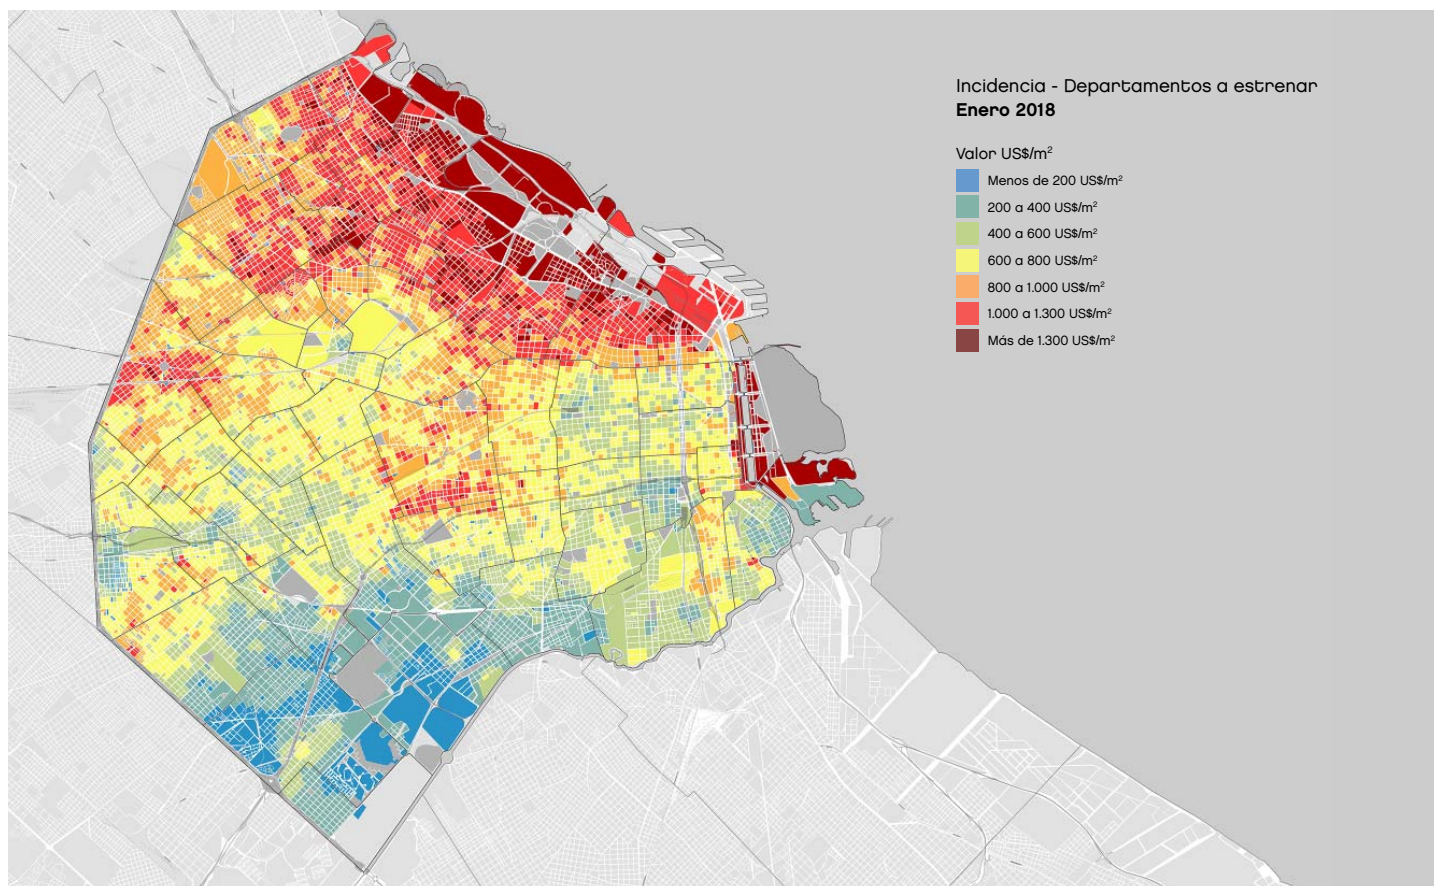 Incidencia - Departamentos a estrenar
Enero 2018
Valor US$/m²
Menos de 200 US$/m²
200 a 400 US$/m²
400 a 600 US$/m²
600 a 800 US$/m²
800 a 1.000 US$/m²
1.000 a 1.300 US$/m²
Más de 1.300 US$/m²